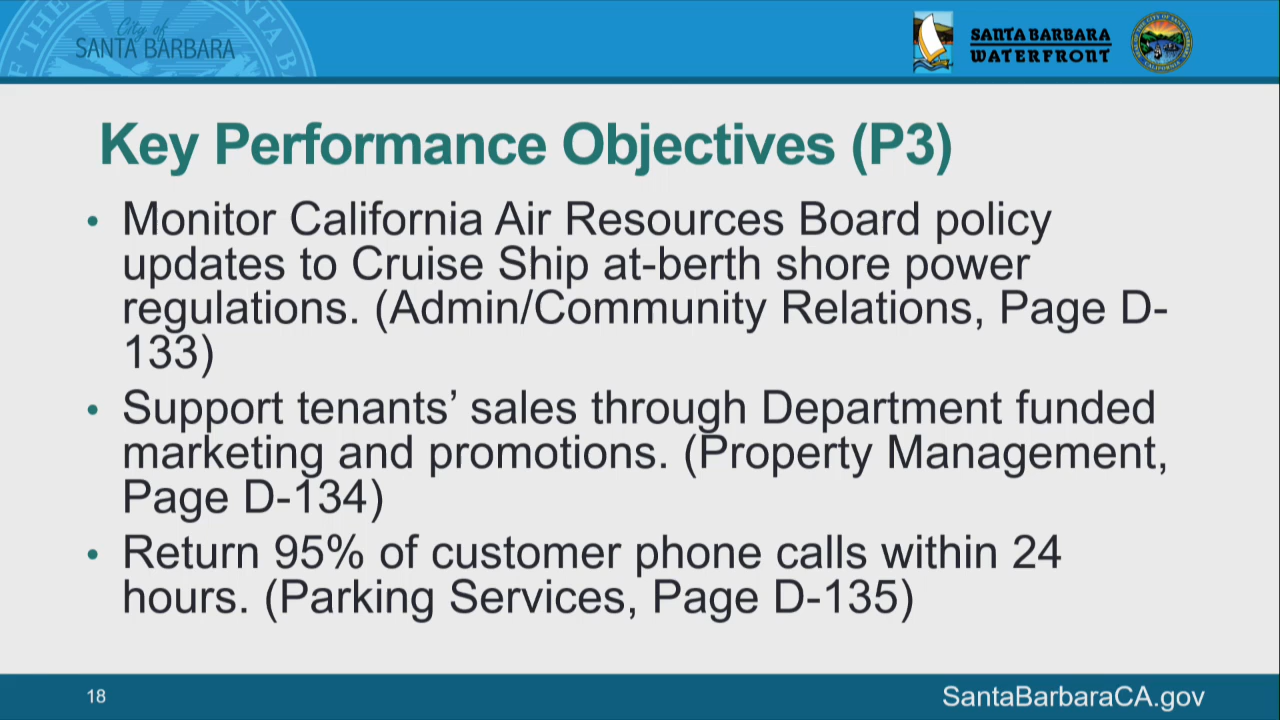 City of
SANTA BARBARA
SANTA BARBARA
WATERFRONT
Key Performance Objectives (P3)
• Monitor California Air Resources Board policy
updates to Cruise Ship at-berth shore power
regulations. (Admin/Community Relations, Page D-
133)
• Support tenants’ sales through Department funded
marketing and promotions. (Property Management,
Page D-134)
• Return 95% of customer phone calls within 24
hours. (Parking Services, Page D-135)
18
SantaBarbaraCA.gov